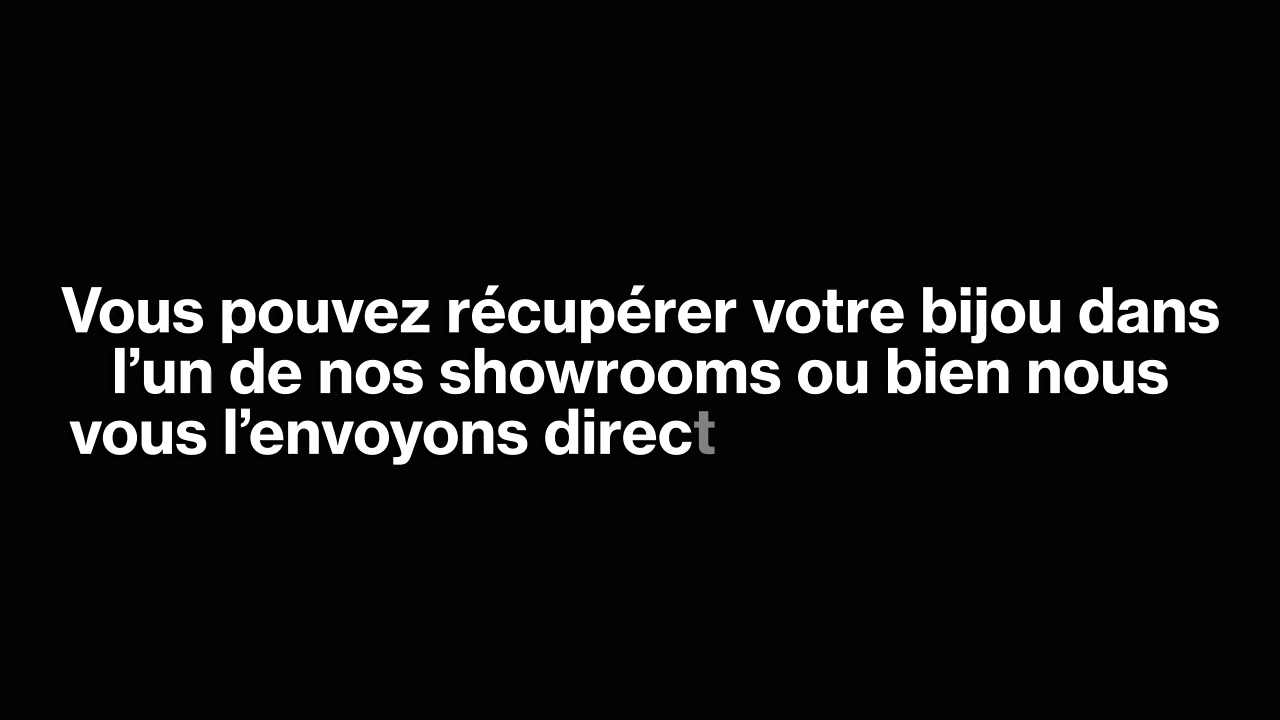 Vous pouvez récupérer votre bijou dans
l’un de nos showrooms ou bien nous
vous l’envoyons direct